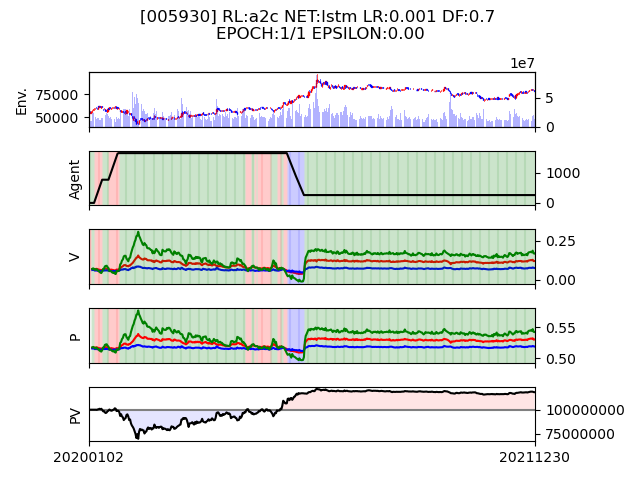 [005930] RL:a2c NET:lstm LR:0.001 DF:0.7
EPOCH:1/1 EPSILON:0.00
1e7
Env.
75000
50000
5
0
Agent
1000
0
V
0.25
0.00
P
0.55
0.50
PV
100000000
75000000
20200102
20211230